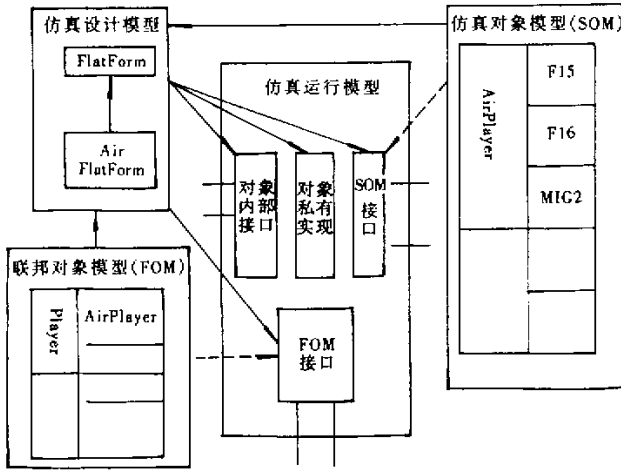 仿真设计模型
FlatForm
Air
FlatForm
仿真运行模型
对象
内部
接口
对象
私有
实现
SOM
接口
FOM
接口
仿真对象模型(SOM)
AirPlayer
F15
F16
MIG2
联邦对象模型(FOM)
Player
AirPlayer